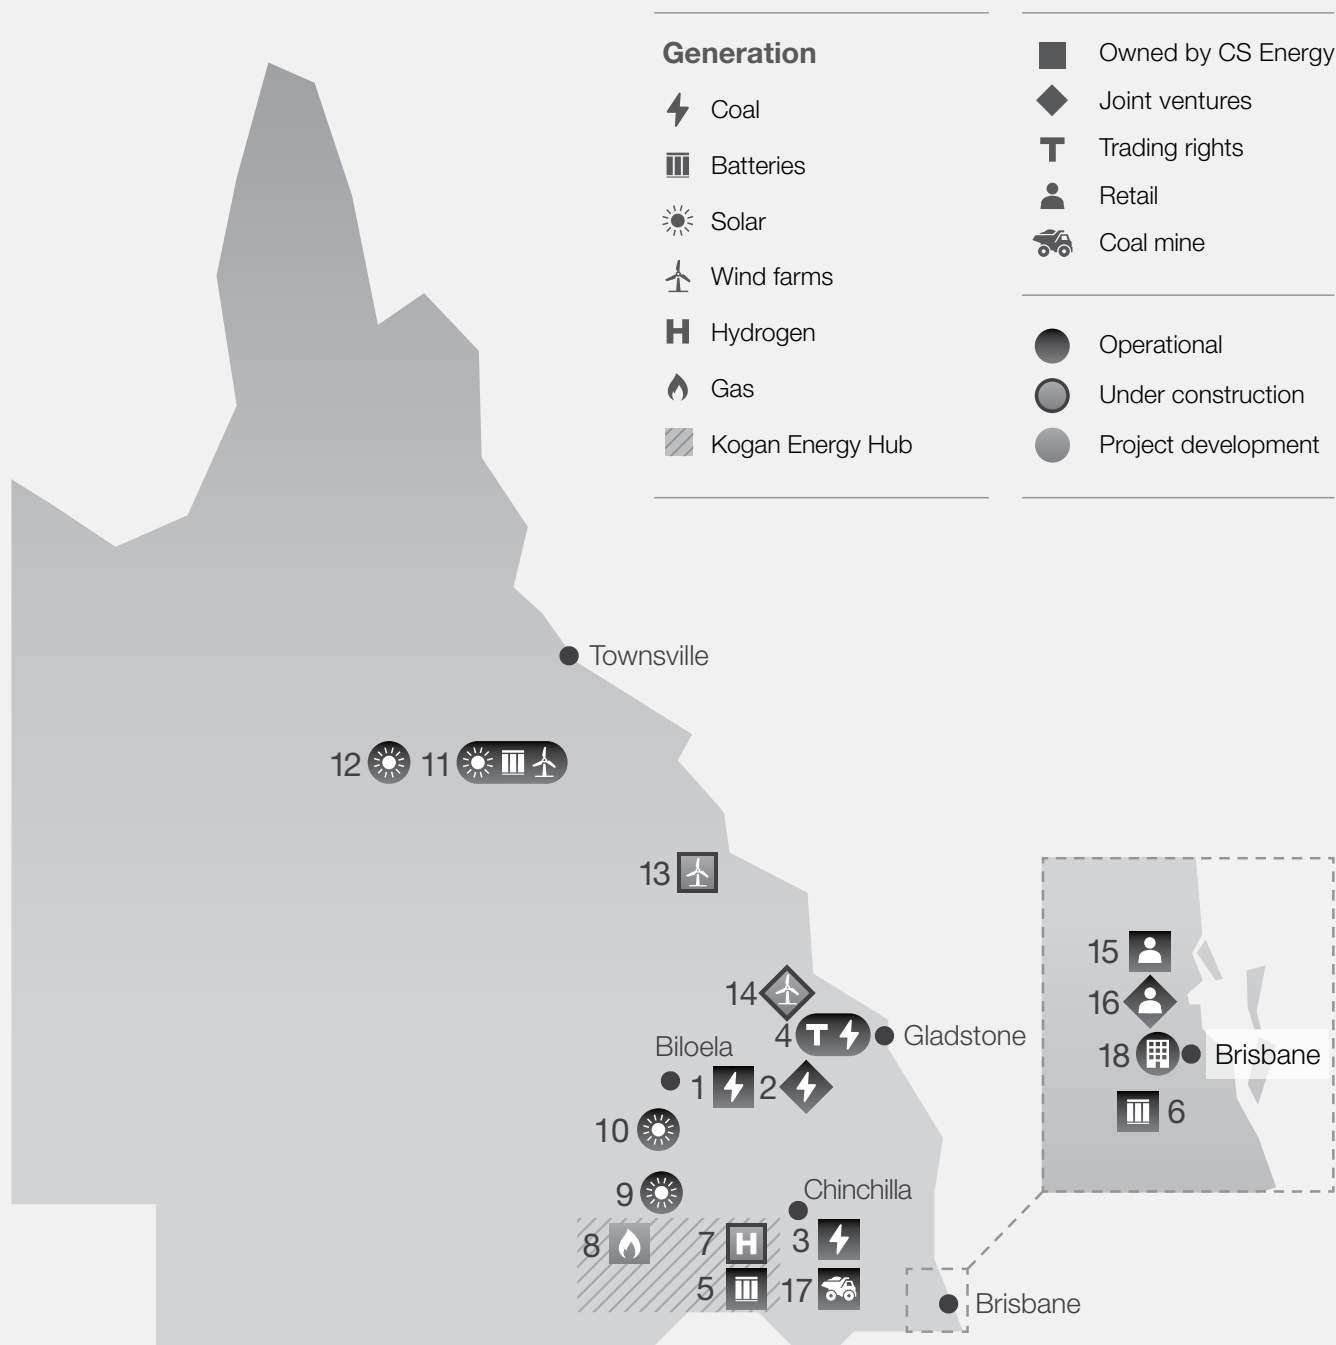 Generation
Coal
Batteries
Solar
Wind farms
H Hydrogen
Gas
Kogan Energy Hub
Owned by CS Energy
Joint ventures
T Trading rights
Retail
Coal mine
Operational
Under construction
Project development
Townsville
12 11
13
14
4 T Gladstone
Biloela
1 2
10
Chinchilla
9
8 7 H 3
5 17
Brisbane
15
16
18 Brisbane
6